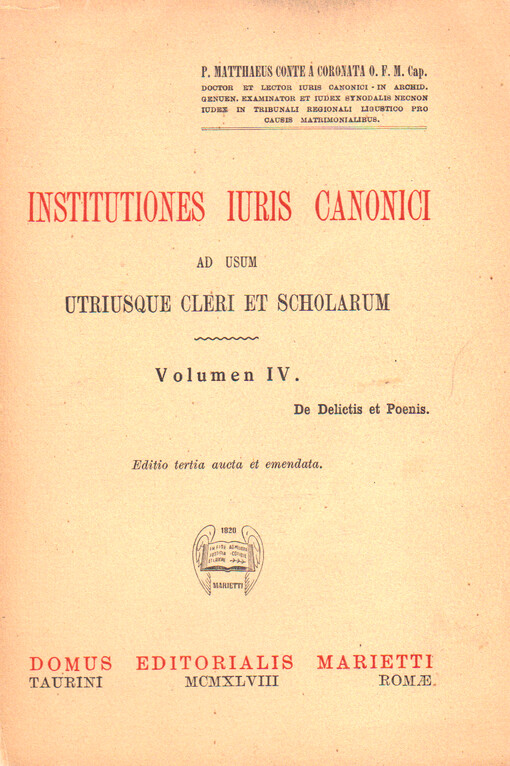 P. MATTHAEUS CONTE A CORONATA O. F. M. Cap.
DOCTOR ET LECTOR IURIS CANONICI - IN ARCHID.
GENUEN. EXAMINATOR ET IUDEX SYNODALIS NECNON
IUDEX IN TRIBUNALI REGIONALI LIGUSTICO PRO
CAUSIS MATRIMONIALIBUS.
INSTITUTIONES IURIS CANONICI
AD USUM
UTRIUSQUE CLERI ET SCHOLARUM
Volumen IV.
De Delictis et Poenis.
Editio tertia aucta et emendata.
1820
MARIETTI
DOMUS EDITORIALIS MARIETTI
TAURINI MCMXLVIII ROMÆ